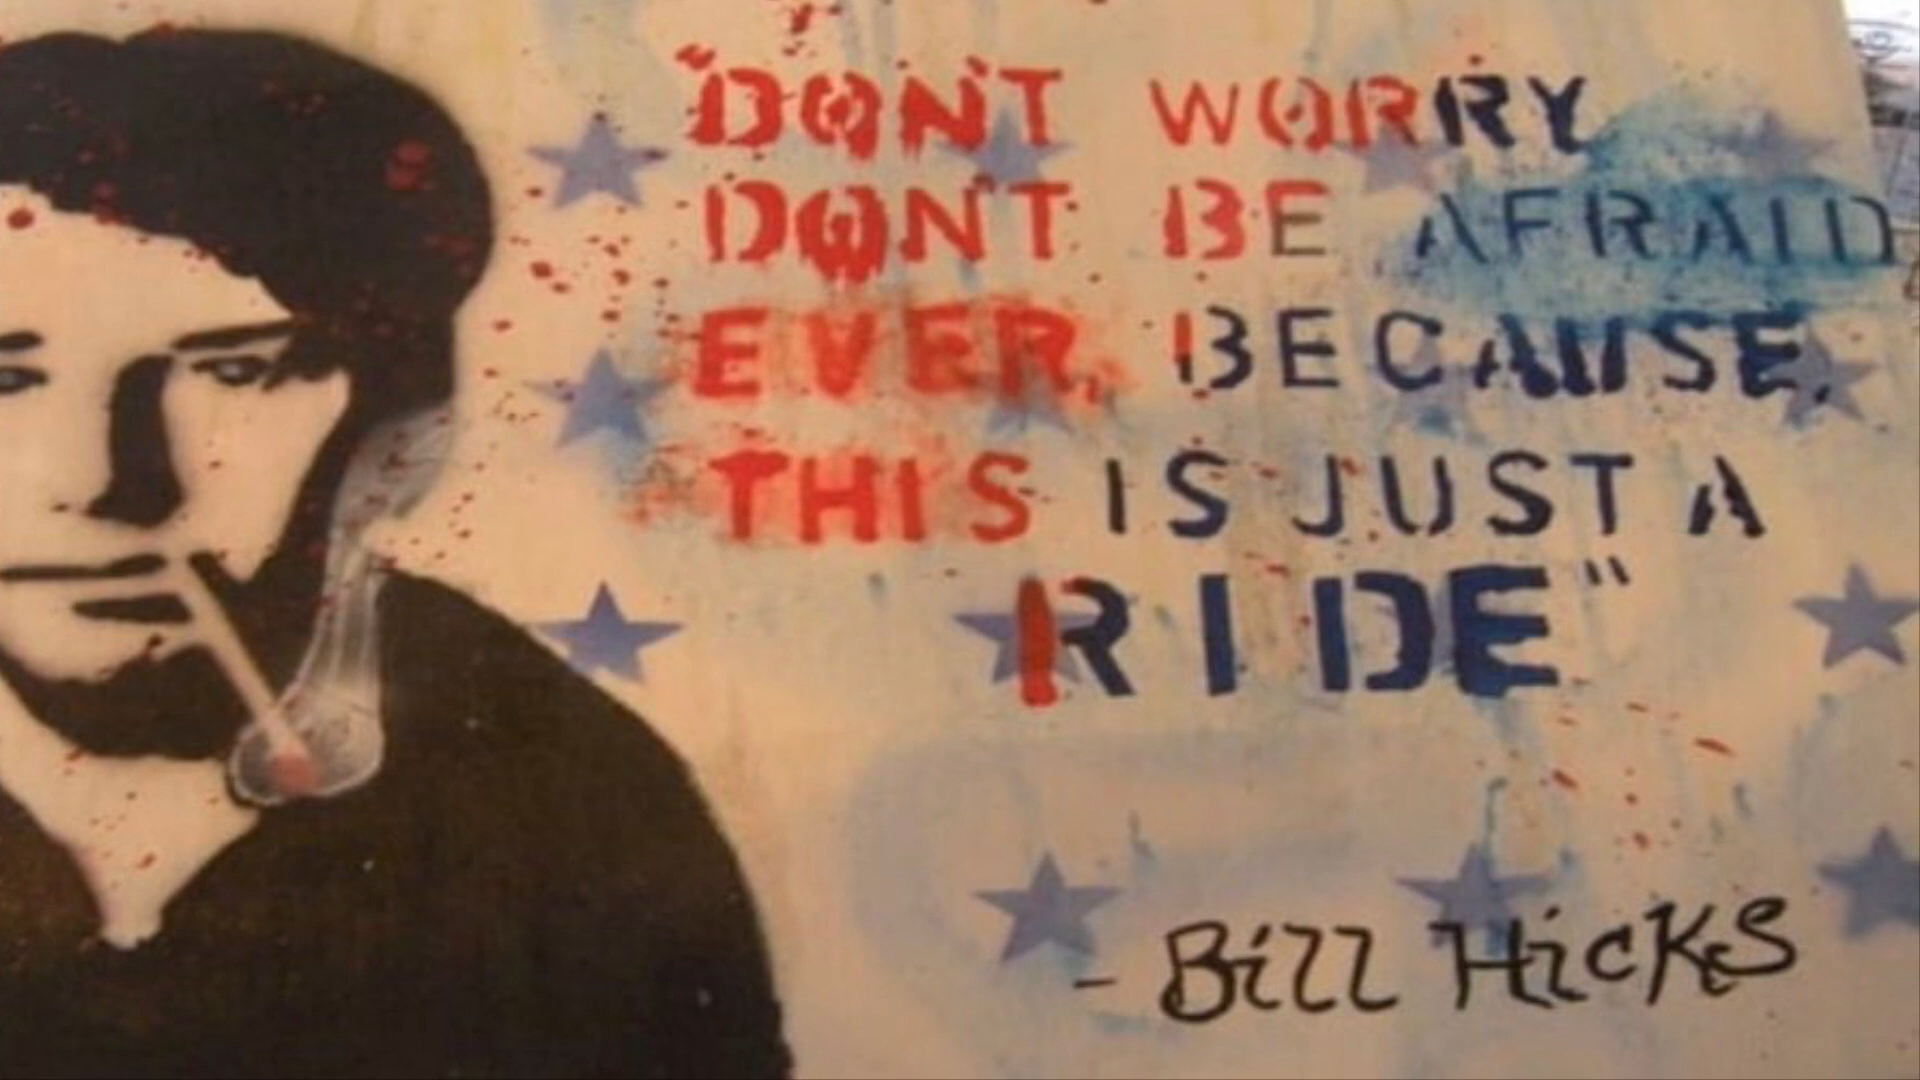 "DONT WORRY
DONT BE AFRAID
EVER, BECAUSE,
THIS IS JUST A
RIDE"
- Bill Hicks